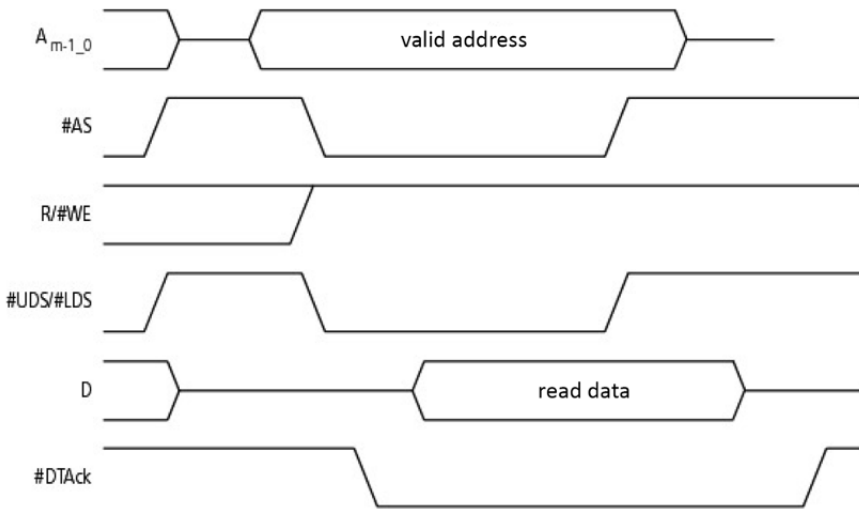 A m-1_0
valid address
#AS
R/#WE
#UDS/#LDS
D
read data
#DTAck